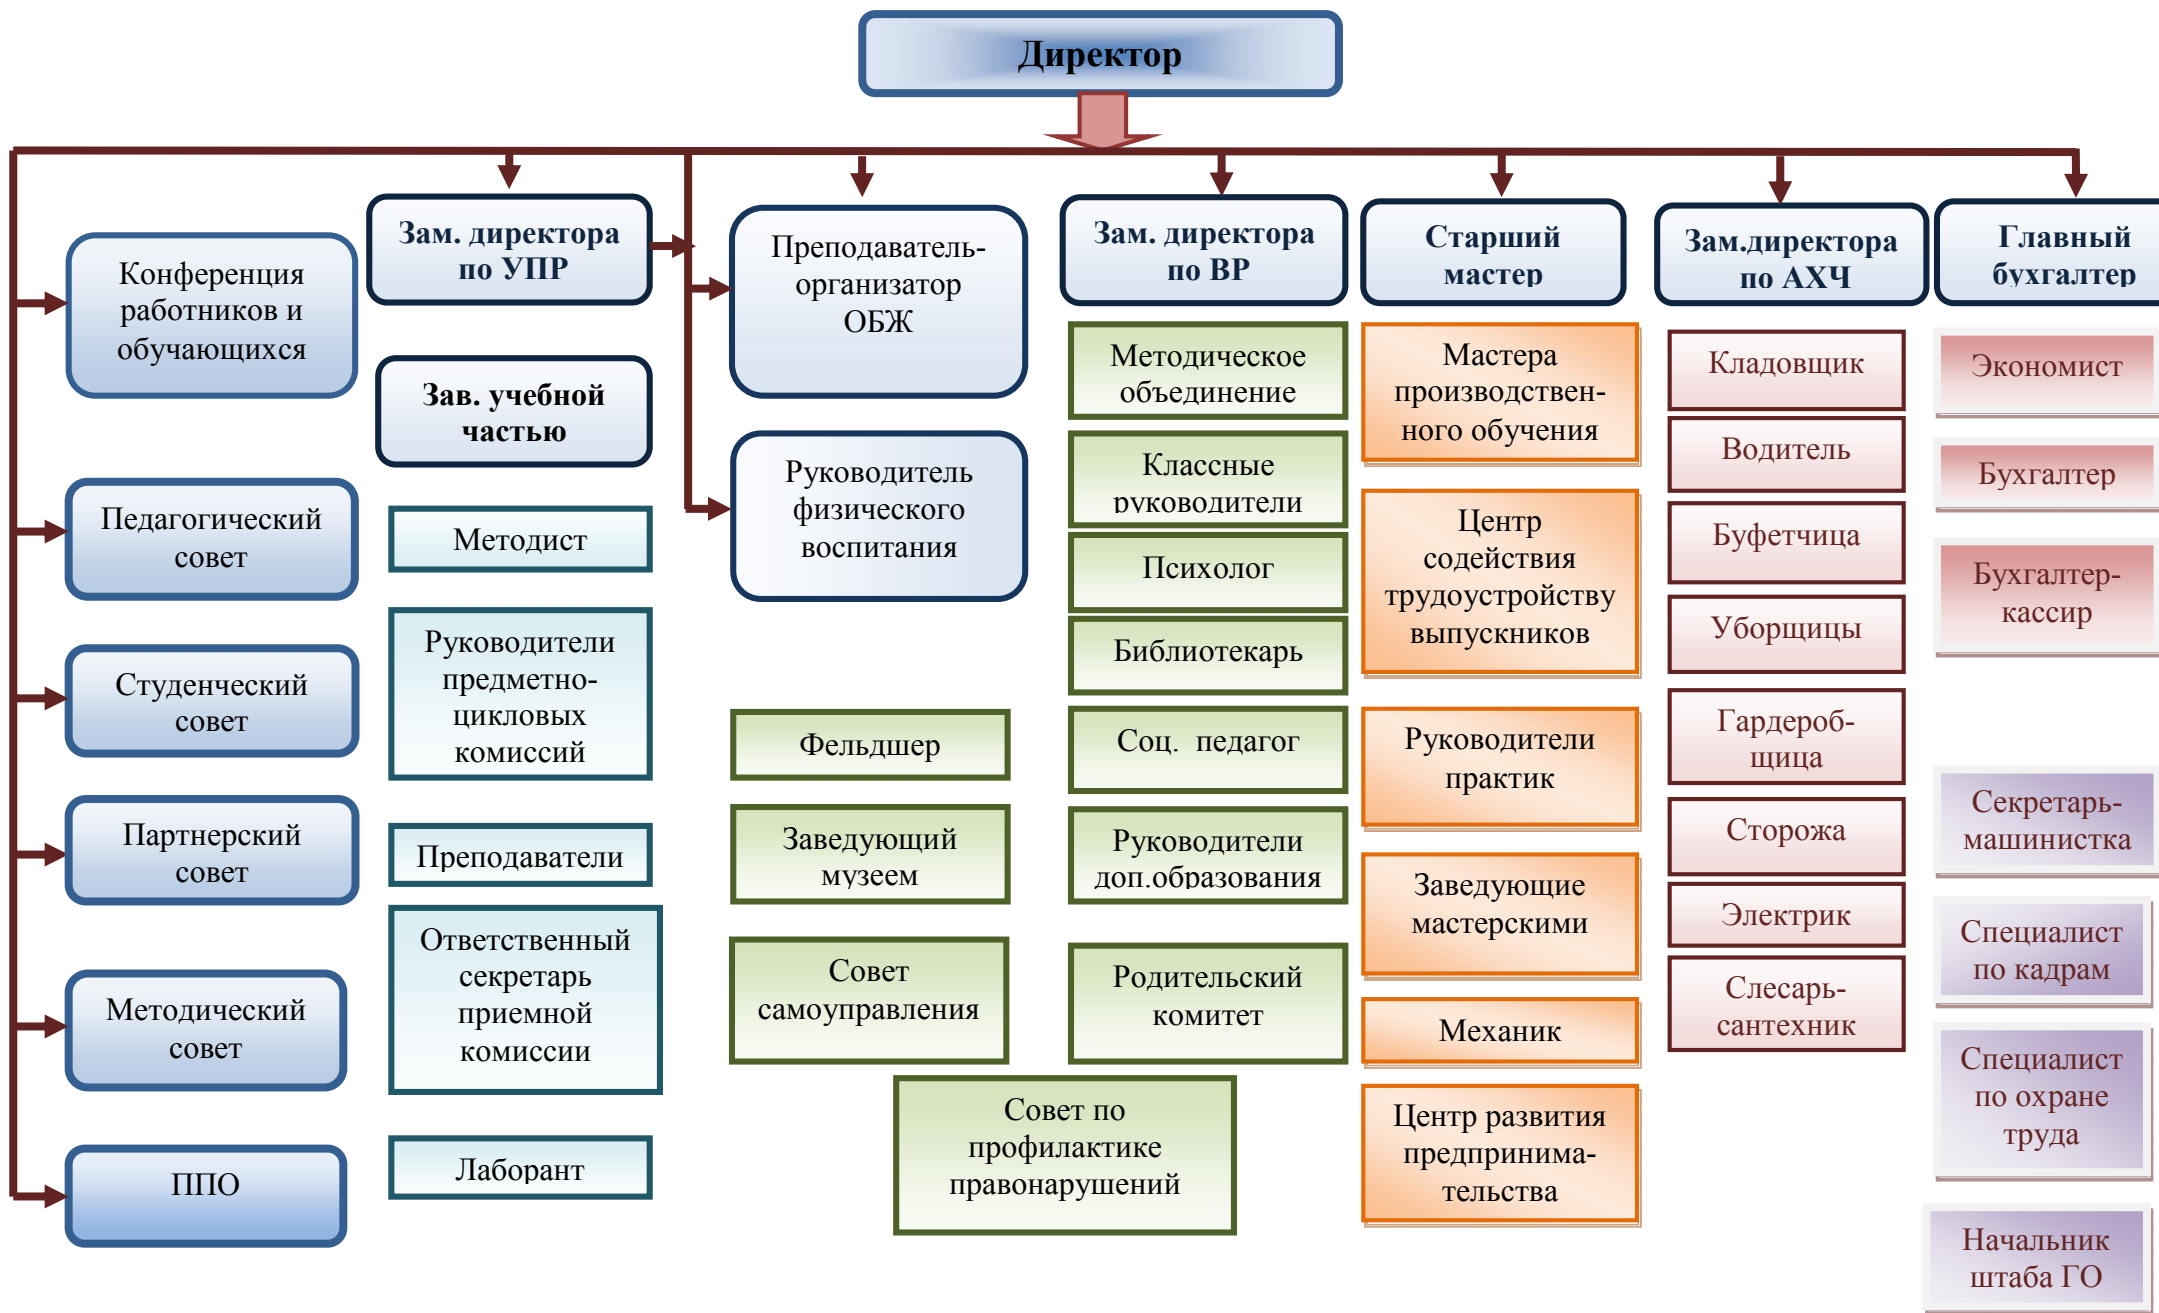 Директор
Конференция
работников и
обучающихся
Педагогический
совет
Студенческий
совет
Партнерский
совет
Методический
совет
ППО
Зам. директора
по УПР
Зав. учебной
частью
Методист
Руководители
предметно-
цикловых
комиссий
Преподаватели
Ответственный
секретарь
приемной
комиссии
Лаборант
Преподаватель-
организатор
ОБЖ
Руководитель
физического
воспитания
Фельдшер
Заведующий
музеем
Совет
самоуправления
Зам. директора
по ВР
Методическое
объединение
Классные
руководители
Психолог
Библиотекарь
Соц. педагог
Руководители
доп.образования
Родительский
комитет
Совет по
профилактике
правонарушений
Старший
мастер
Мастера
производствен-
ного обучения
Центр
содействия
трудоустройству
выпускников
Руководители
практик
Заведующие
мастерскими
Механик
Центр развития
предпринима-
тельства
Зам.директора
по АХЧ
Кладовщик
Водитель
Буфетчица
Уборщицы
Гардероб-
щица
Сторожа
Электрик
Слесарь-
сантехник
Главный
бухгалтер
Экономист
Бухгалтер
Бухгалтер-
кассир
Секретарь-
машинистка
Специалист
по кадрам
Специалист
по охране
труда
Начальник
штаба ГО